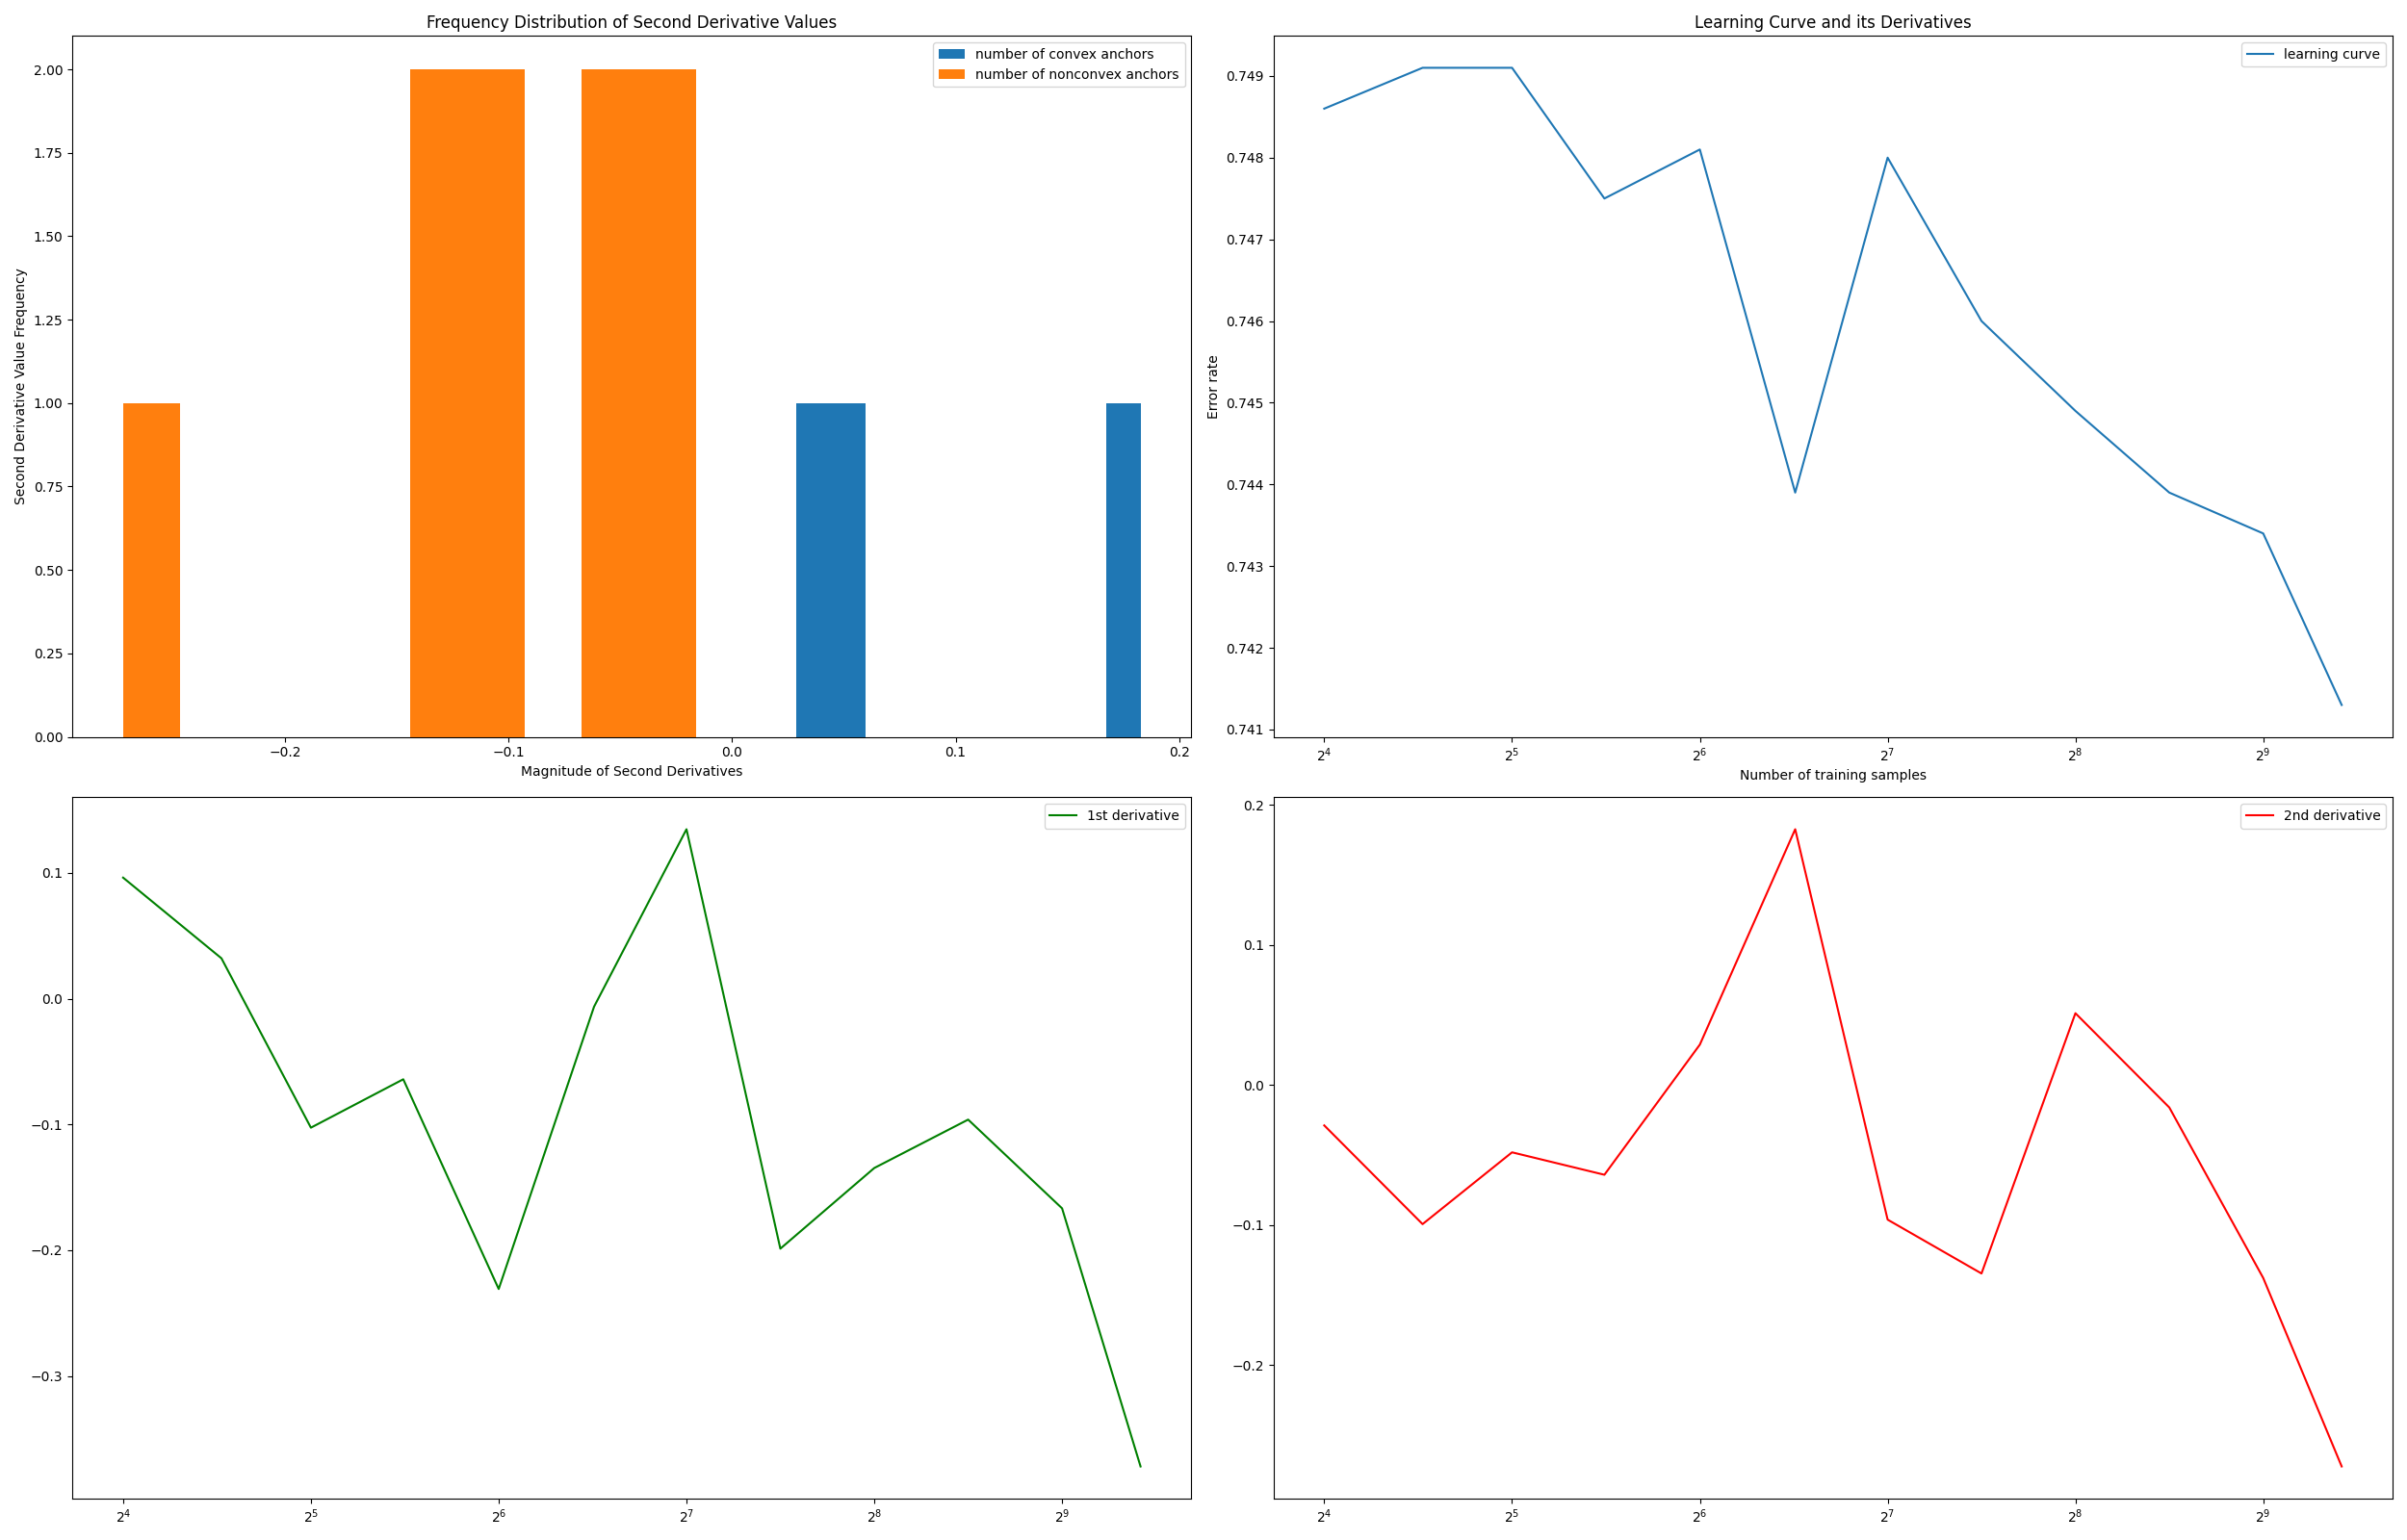 Frequency Distribution of Second Derivative Values
number of convex anchors
number of nonconvex anchors
Second Derivative Value Frequency
2.00
1.75
1.50
1.25
1.00
0.75
0.50
0.25
0.00
−0.2 −0.1 0.0 0.1 0.2
Magnitude of Second Derivatives
Learning Curve and its Derivatives
learning curve
Error rate
0.749
0.748
0.747
0.746
0.745
0.744
0.743
0.742
0.741
2⁴ 2⁵ 2⁶ 2⁷ 2⁸ 2⁹
Number of training samples
1st derivative
0.1
0.0
−0.1
−0.2
−0.3
2⁴ 2⁵ 2⁶ 2⁷ 2⁸ 2⁹
2nd derivative
0.2
0.1
0.0
−0.1
−0.2
2⁴ 2⁵ 2⁶ 2⁷ 2⁸ 2⁹